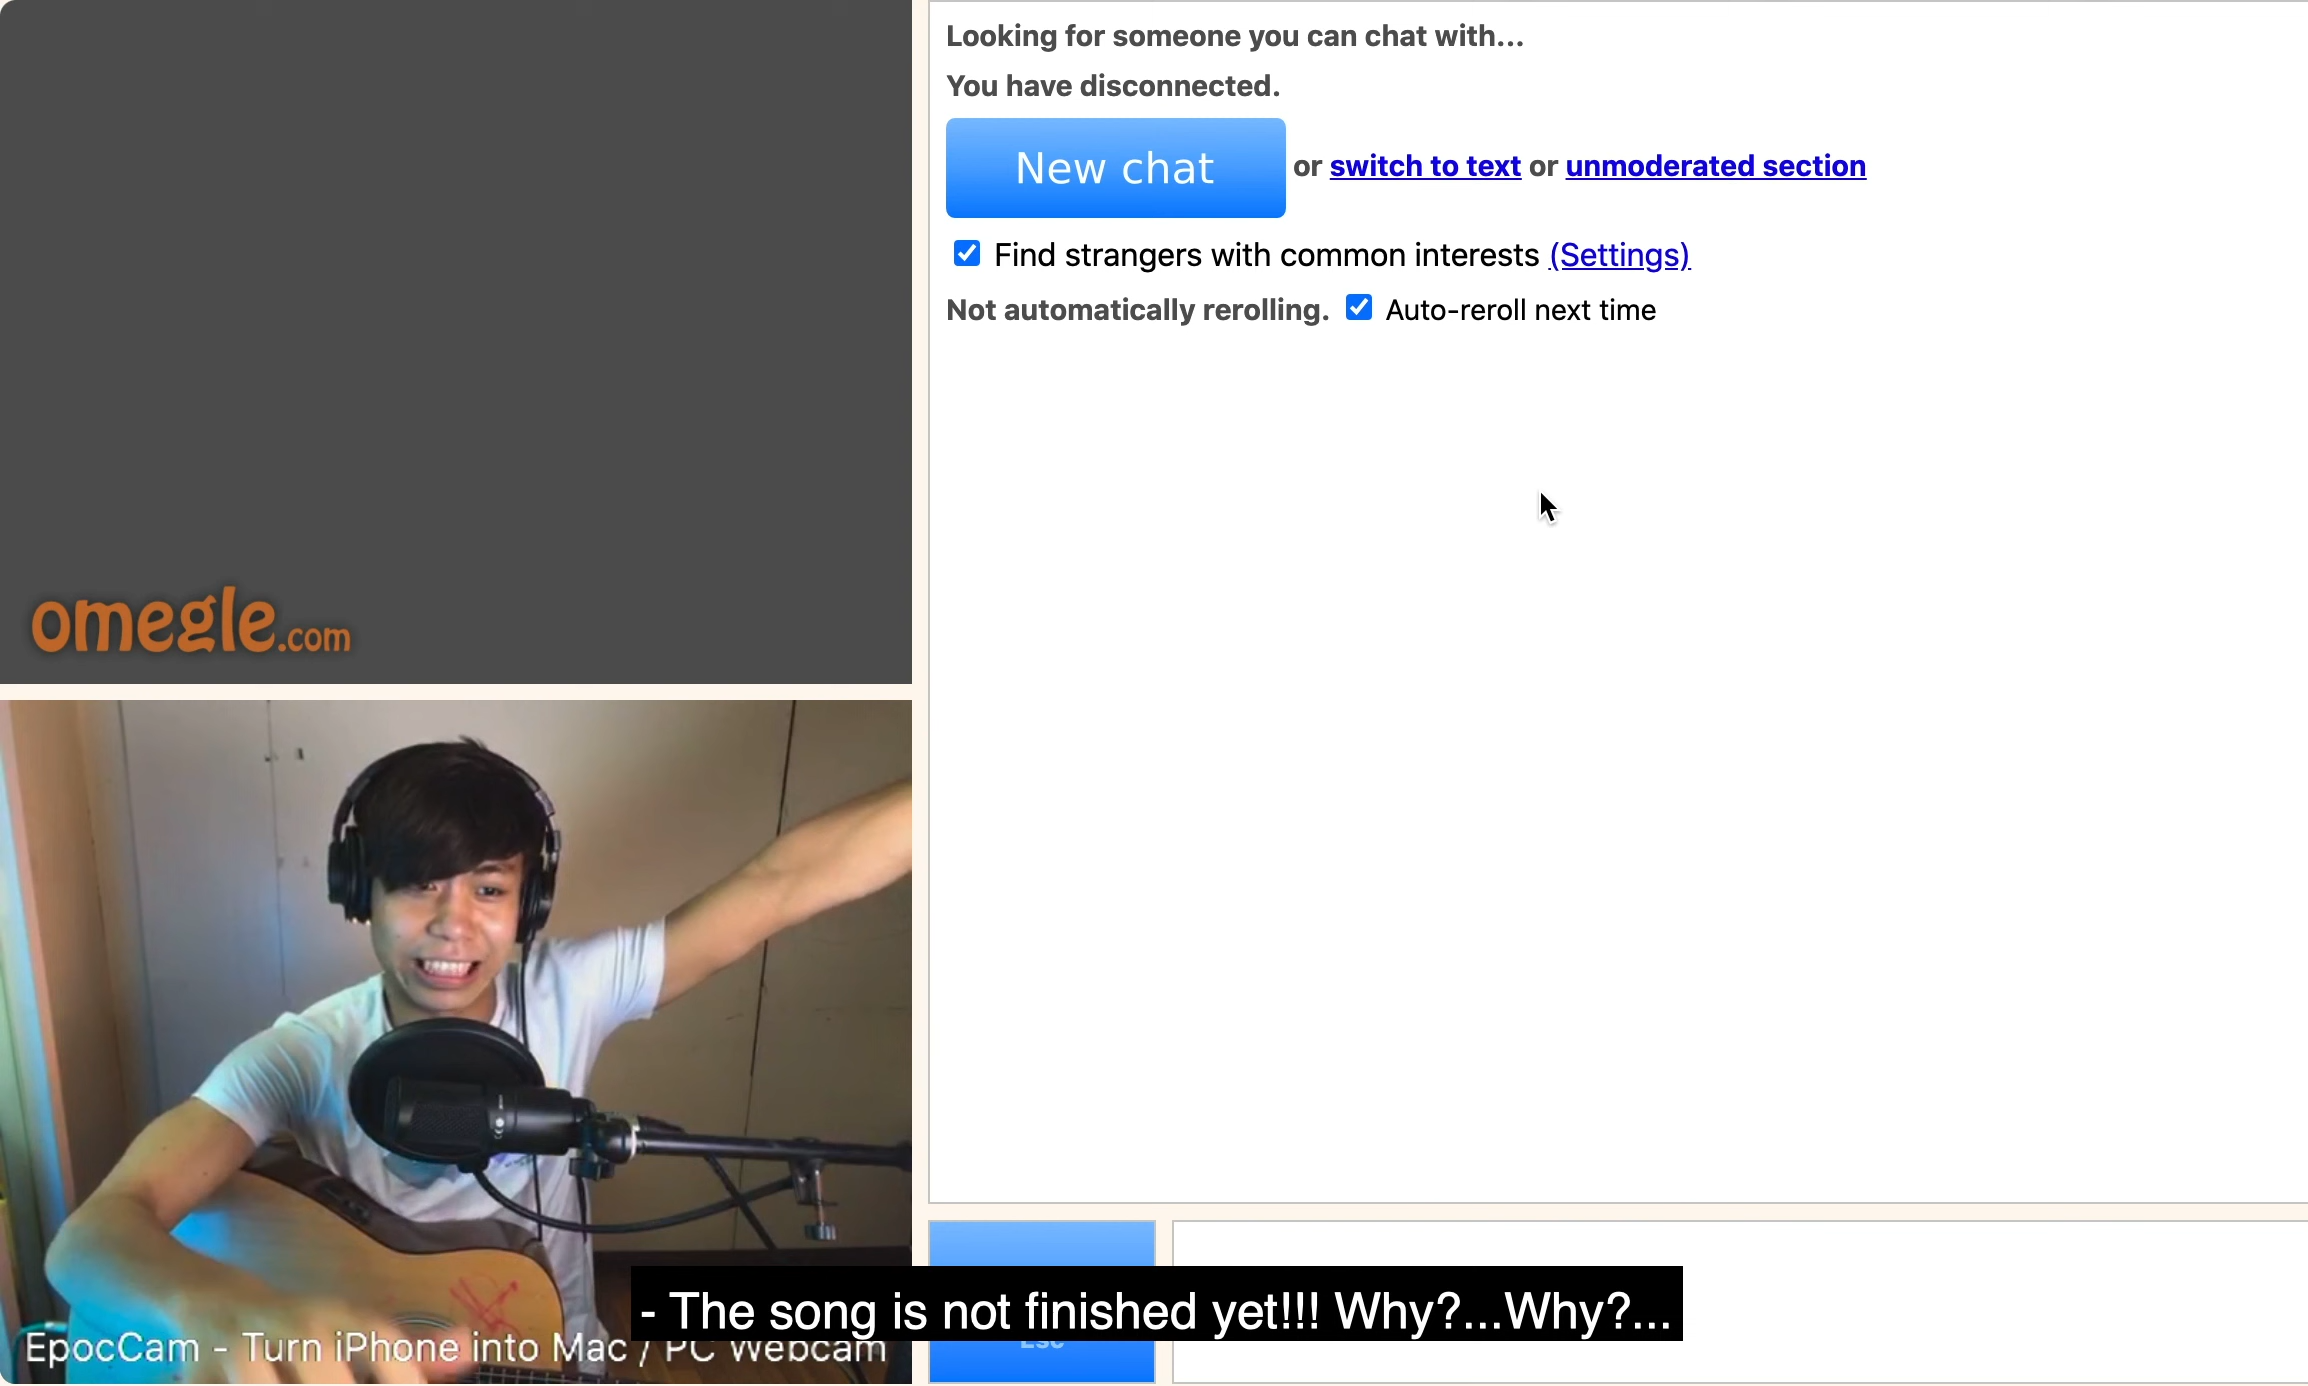 Looking for someone you can chat with...
You have disconnected.
New chat or switch to text or unmoderated section
Find strangers with common interests (Settings)
Not automatically rerolling. Auto-reroll next time
omegle.com
- The song is not finished yet!!! Why?...Why?...
EpocCam - Turn iPhone into Mac / PC Webcam
Esc